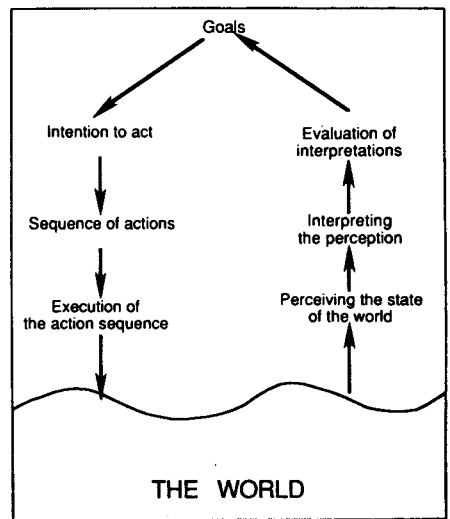 Goals
Intention to act
Sequence of actions
Execution of
the action sequence
Evaluation of
interpretations
Interpreting
the perception
Perceiving the state
of the world
THE WORLD